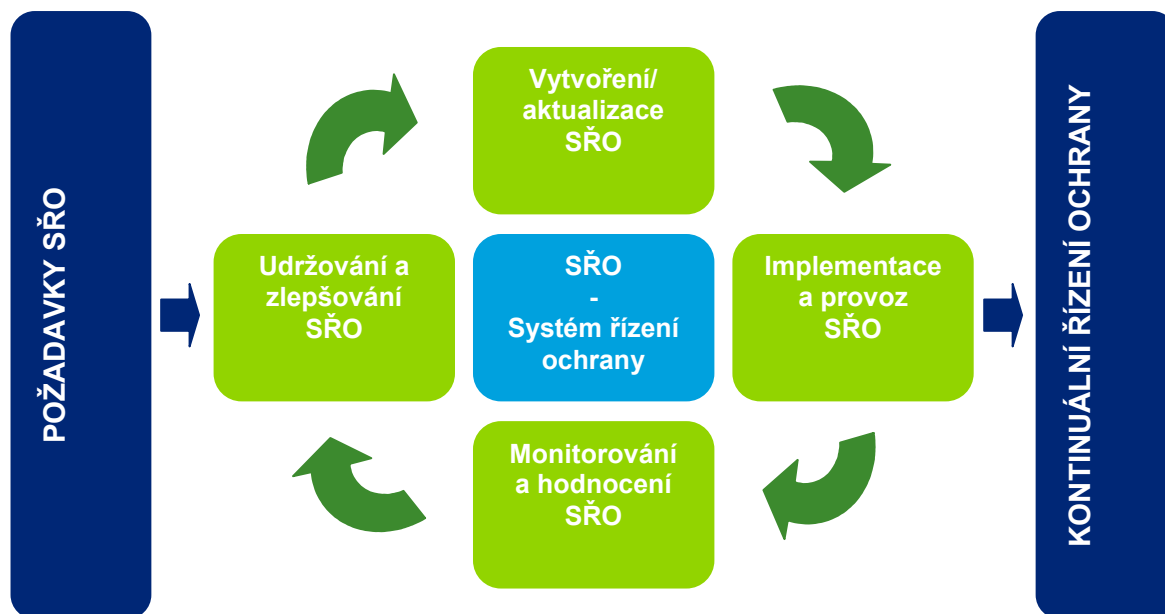 POŽADAVKY SŘO
Vytvoření/
aktualizace
SŘO
Udržování a
zlepšování
SŘO
SŘO
-
Systém řízení
ochrany
Implementace
a provoz
SŘO
Monitorování
a hodnocení
SŘO
KONTINUÁLNÍ ŘÍZENÍ OCHRANY